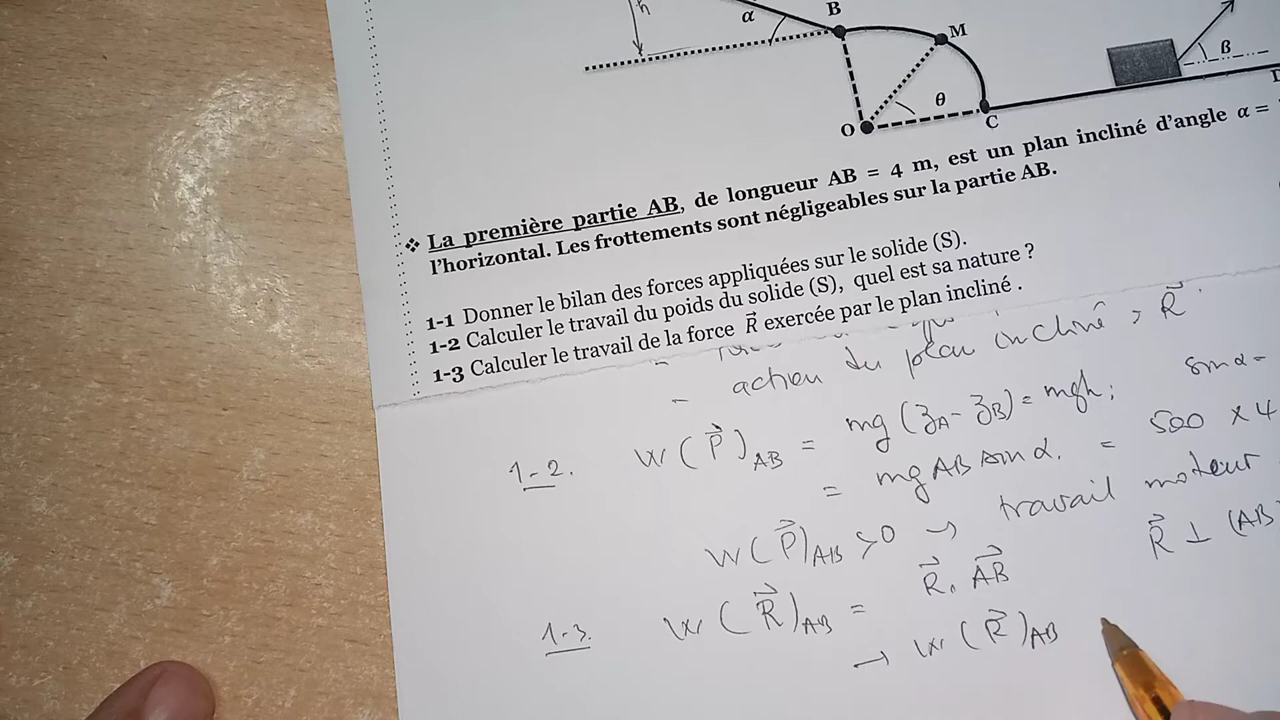 h
α
B
M
θ
O
C
β
❖ La première partie AB, de longueur AB = 4 m, est un plan incliné d'angle α =
l'horizontal. Les frottements sont négligeables sur la partie AB.
1-1 Donner le bilan des forces appliquées sur le solide (S).
1-2 Calculer le travail du poids du solide (S), quel est sa nature ?
1-3 Calculer le travail de la force R⃗ exercée par le plan incliné .
- action du plan incliné , R⃗.
1-2. W(P⃗)AB = mg(zA - zB) = mgh ; sin α =
= mg AB sin α. = 500 × 4
W(P⃗)AB > 0 → travail moteur
1-3. W(R⃗)AB = R⃗. AB⃗ R⃗ ⊥ (AB
→ W(R⃗)AB